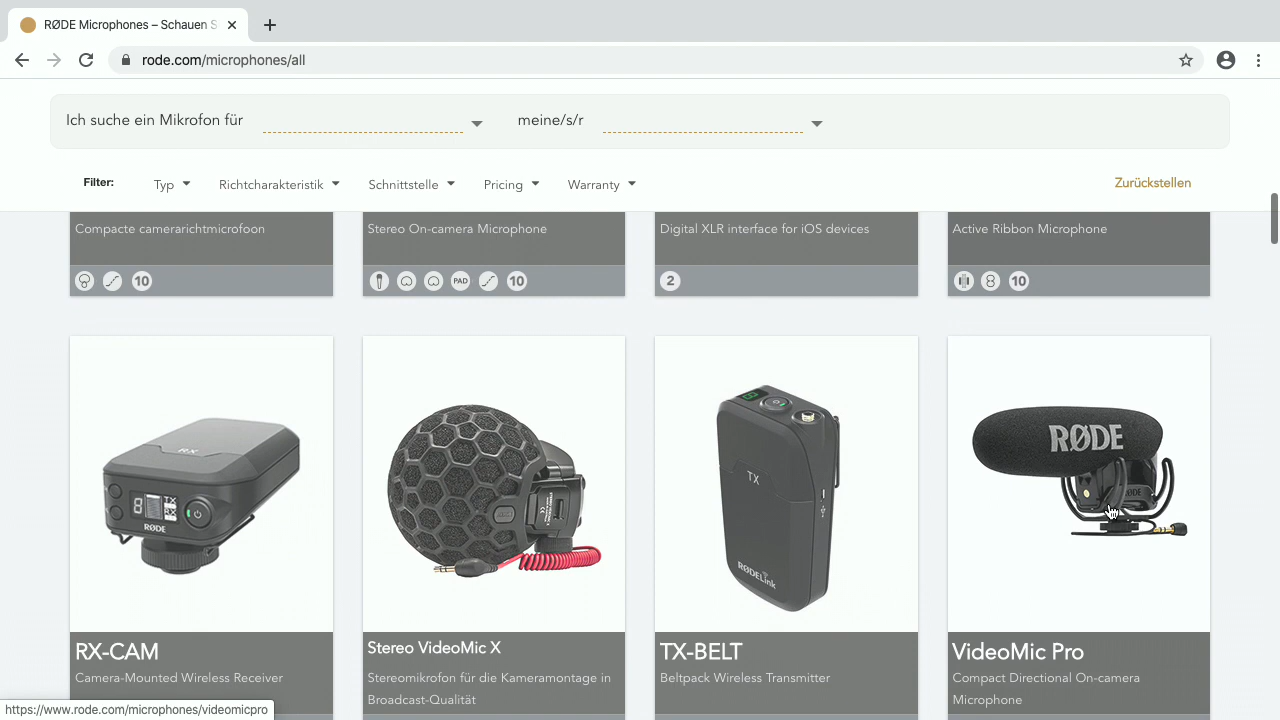 RØDE Microphones – Schauen S
rode.com/microphones/all
Ich suche ein Mikrofon für
meine/s/r
Filter:
Typ
Richtcharakteristik
Schnittstelle
Pricing
Warranty
Zurückstellen
Compacte camerarichtmicrofoon
Stereo On-camera Microphone
Digital XLR interface for iOS devices
Active Ribbon Microphone
10
PAD
10
2
10
RX
TX
RX
RØDE
TX
RØDELink
RØDE
RØDE
RX-CAM
Camera-Mounted Wireless Receiver
Stereo VideoMic X
Stereomikrofon für die Kameramontage in
Broadcast-Qualität
TX-BELT
Beltpack Wireless Transmitter
VideoMic Pro
Compact Directional On-camera
Microphone
https://www.rode.com/microphones/videomicpro